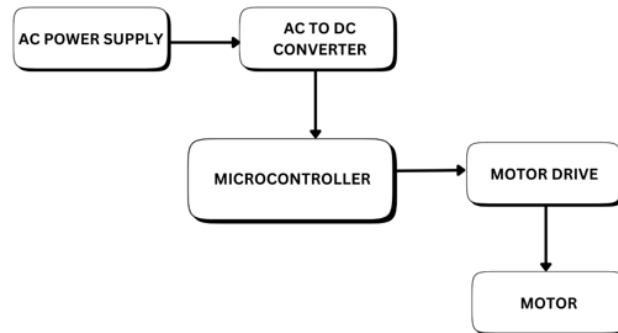 AC POWER SUPPLY
AC TO DC
CONVERTER
MICROCONTROLLER
MOTOR DRIVE
MOTOR